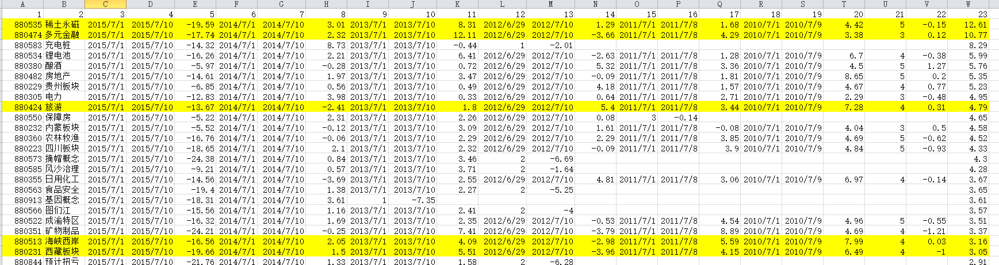 A B C D E F G H I J K L M N O P Q R S T U V W
1 2 3 4 5 6 7 8 9 10 11 12 13 14 15 16 17 18 19 20 21 22 23
880535 稀土永磁 2015/7/1 2015/7/10 -19.59 2014/7/1 2014/7/10 3.01 2013/7/1 2013/7/10 8.31 2012/6/29 2012/7/10 1.29 2011/7/1 2011/7/8 1.68 2010/7/1 2010/7/9 4.42 5 -0.15 12.61
880474 多元金融 2015/7/1 2015/7/10 -17.74 2014/7/1 2014/7/10 2.32 2013/7/1 2013/7/10 12.11 2012/6/29 2012/7/10 -3.66 2011/7/1 2011/7/8 4.29 2010/7/1 2010/7/9 3.38 3 0.12 10.77
880583 充电桩 2015/7/1 2015/7/10 -14.32 2014/7/1 2014/7/10 8.73 2013/7/1 2013/7/10 -0.44 1 -2.01 8.29
880534 锂电池 2015/7/1 2015/7/10 -16.26 2014/7/1 2014/7/10 2.21 2013/7/1 2013/7/10 6.41 2012/6/29 2012/7/10 -2.63 2011/7/1 2011/7/8 1.28 2010/7/1 2010/7/9 6.7 4 -0.38 5.99
880380 酿酒 2015/7/1 2015/7/10 -5.97 2014/7/1 2014/7/10 -0.28 2013/7/1 2013/7/10 0.72 2012/6/29 2012/7/10 5.32 2011/7/1 2011/7/8 3.36 2010/7/1 2010/7/9 4.5 5 1.27 5.76
880482 房地产 2015/7/1 2015/7/10 -14.61 2014/7/1 2014/7/10 1.97 2013/7/1 2013/7/10 3.47 2012/6/29 2012/7/10 -0.09 2011/7/1 2011/7/8 1.81 2010/7/1 2010/7/9 8.65 5 0.2 5.35
880229 贵州板块 2015/7/1 2015/7/10 -6.85 2014/7/1 2014/7/10 0.56 2013/7/1 2013/7/10 0.49 2012/6/29 2012/7/10 4.18 2011/7/1 2011/7/8 1.57 2010/7/1 2010/7/9 4.67 4 0.77 5.23
880305 电力 2015/7/1 2015/7/10 -12.83 2014/7/1 2014/7/10 3.98 2013/7/1 2013/7/10 0.33 2012/6/29 2012/7/10 0.64 2011/7/1 2011/7/8 2.71 2010/7/1 2010/7/9 2.29 3 -0.48 4.95
880424 旅游 2015/7/1 2015/7/10 -13.67 2014/7/1 2014/7/10 -2.41 2013/7/1 2013/7/10 1.8 2012/6/29 2012/7/10 5.4 2011/7/1 2011/7/8 3.44 2010/7/1 2010/7/9 7.28 4 0.31 4.79
880550 保障房 2015/7/1 2015/7/10 -5.22 2014/7/1 2014/7/10 2.31 2013/7/1 2013/7/10 2.26 2012/6/29 2012/7/10 0.08 3 -0.14 4.65
880232 内蒙板块 2015/7/1 2015/7/10 -5.52 2014/7/1 2014/7/10 -0.12 2013/7/1 2013/7/10 3.09 2012/6/29 2012/7/10 1.61 2011/7/1 2011/7/8 -0.08 2010/7/1 2010/7/9 4.04 3 0.5 4.58
880360 农林牧渔 2015/7/1 2015/7/10 -16.76 2014/7/1 2014/7/10 -0.06 2013/7/1 2013/7/10 2.29 2012/6/29 2012/7/10 2.29 2011/7/1 2011/7/8 3.85 2010/7/1 2010/7/9 4.69 5 -0.62 4.52
880223 四川板块 2015/7/1 2015/7/10 -18.65 2014/7/1 2014/7/10 2.1 2013/7/1 2013/7/10 2.32 2012/6/29 2012/7/10 -0.09 2011/7/1 2011/7/8 3.9 2010/7/1 2010/7/9 4.84 5 -0.93 4.33
880573 摘帽概念 2015/7/1 2015/7/10 -24.38 2014/7/1 2014/7/10 0.84 2013/7/1 2013/7/10 3.46 2 -6.69 4.3
880585 风沙治理 2015/7/1 2015/7/10 -9.21 2014/7/1 2014/7/10 0.57 2013/7/1 2013/7/10 3.71 2 -1.64 4.28
880355 日用化工 2015/7/1 2015/7/10 -14.56 2014/7/1 2014/7/10 -3.69 2013/7/1 2013/7/10 2.55 2012/6/29 2012/7/10 4.81 2011/7/1 2011/7/8 3.06 2010/7/1 2010/7/9 6.97 4 -0.14 3.67
880563 食品安全 2015/7/1 2015/7/10 -19.4 2014/7/1 2014/7/10 1.38 2013/7/1 2013/7/10 2.27 2 -5.25 3.65
880913 基因概念 2015/7/1 2015/7/10 -18.31 2014/7/1 2014/7/10 3.61 1 -7.35 3.61
880566 图们江 2015/7/1 2015/7/10 -15.56 2014/7/1 2014/7/10 1.16 2013/7/1 2013/7/10 2.41 2 -4 3.57
880522 成渝特区 2015/7/1 2015/7/10 -16.32 2014/7/1 2014/7/10 1.69 2013/7/1 2013/7/10 2.35 2012/6/29 2012/7/10 -0.53 2011/7/1 2011/7/8 4.54 2010/7/1 2010/7/9 4.96 5 -0.55 3.51
880351 矿物制品 2015/7/1 2015/7/10 -24.21 2014/7/1 2014/7/10 -0.25 2013/7/1 2013/7/10 7.41 2012/6/29 2012/7/10 -3.79 2011/7/1 2011/7/8 8.89 2010/7/1 2010/7/9 4.69 4 -1.21 3.37
880513 海峡西岸 2015/7/1 2015/7/10 -16.56 2014/7/1 2014/7/10 2.05 2013/7/1 2013/7/10 4.09 2012/6/29 2012/7/10 -2.98 2011/7/1 2011/7/8 5.59 2010/7/1 2010/7/9 7.99 4 0.03 3.16
880231 西藏板块 2015/7/1 2015/7/10 -19.66 2014/7/1 2014/7/10 1.5 2013/7/1 2013/7/10 5.51 2012/6/29 2012/7/10 -3.96 2011/7/1 2011/7/8 4.15 2010/7/1 2010/7/9 6.49 4 -1 3.05
880844 预计扭亏 2015/7/1 2015/7/10 -21.76 2014/7/1 2014/7/10 1.33 2013/7/1 2013/7/10 1.58 2 -6.28 2.91